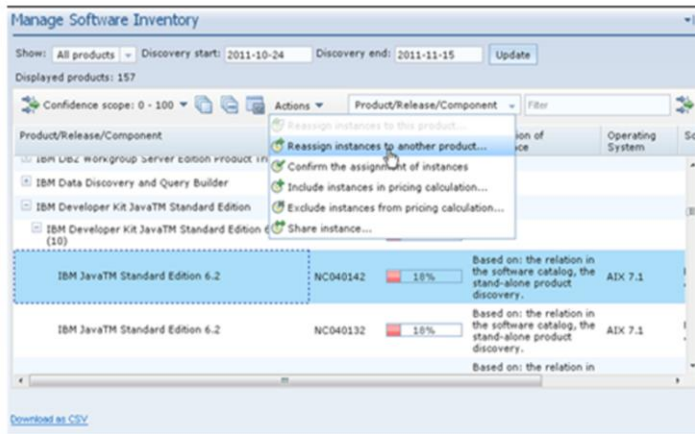 Manage Software Inventory
Show: All products Discovery start: 2011-10-24 Discovery end: 2011-11-15 Update
Displayed products: 157
Confidence scope: 0 - 100 Actions Product/Release/Component Filter
Reassign instances to this product...
Product/Release/Component ion of Operating
Reassign instances to another product... ce System
IBM DB2 Workgroup Server Edition Product
Confirm the assignment of instances
IBM Data Discovery and Query Builder
Include instances in pricing calculation...
IBM Developer Kit JavaTM Standard Edition
Exclude instances from pricing calculation...
IBM Developer Kit JavaTM Standard Edition
Share instance...
(10)
Based on: the relation in
IBM JavaTM Standard Edition 6.2 NC040142 18% the software catalog, the AIX 7.1
stand-alone product
discovery.
Based on: the relation in
IBM JavaTM Standard Edition 6.2 NC040132 18% the software catalog, the AIX 7.1
stand-alone product
discovery.
Based on: the relation in
Download as CSV